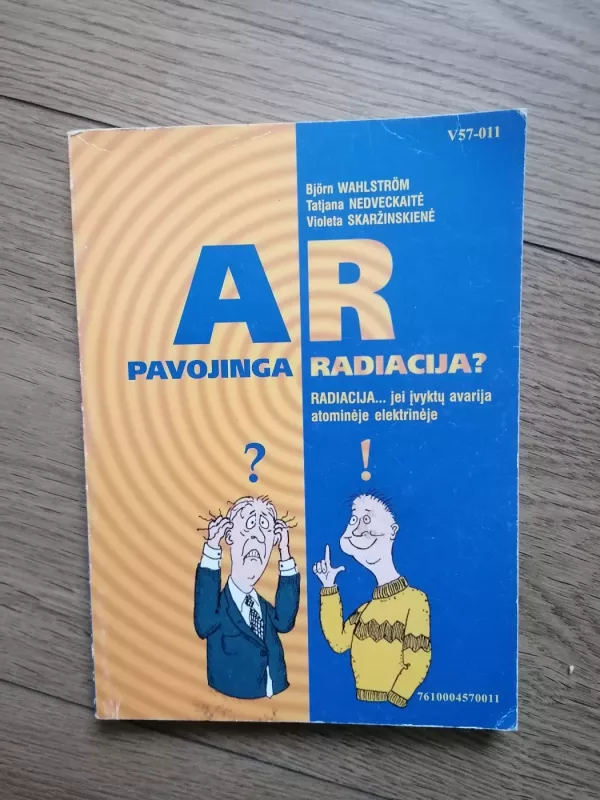 V57-011
Björn WAHLSTRÖM
Tatjana NEDVECKAITĖ
Violeta SKARŽINSKIENĖ
AR
PAVOJINGA RADIACIJA?
RADIACIJA... jei įvyktų avarija
atominėje elektrinėje
? !
7610004570011